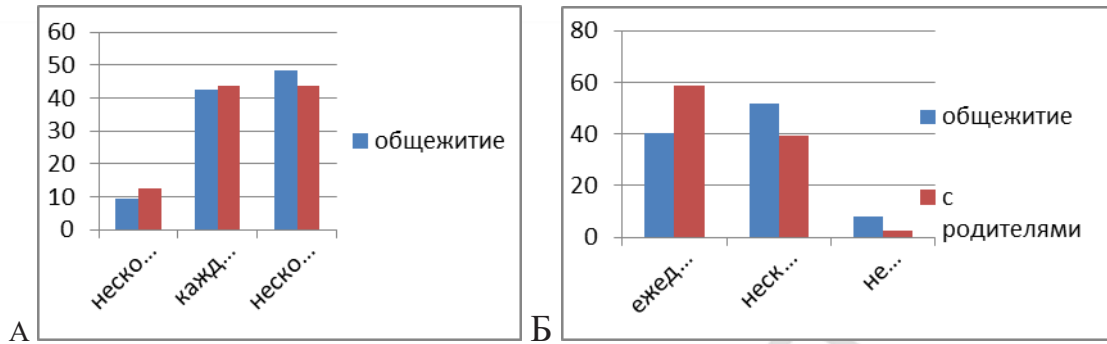 А
60
50
40
30
20
10
0
неско...
кажд...
неско...
общежитие
Б
80
60
40
20
0
ежед...
неск...
не...
общежитие
с
родителями